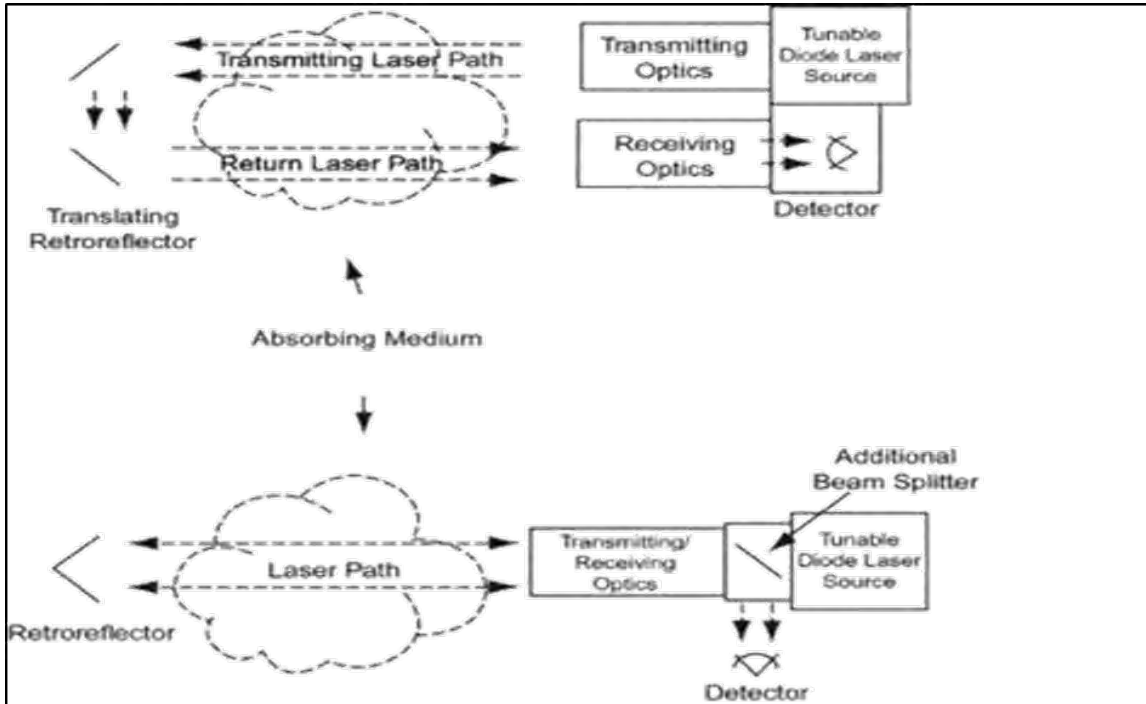 Transmitting Laser Path
Transmitting
Optics
Tunable
Diode Laser
Source
Return Laser Path
Receiving
Optics
Detector
Translating
Retroreflector
Absorbing Medium
Additional
Beam Splitter
Laser Path
Transmitting/
Receiving
Optics
Tunable
Diode Laser
Source
Retroreflector
Detector